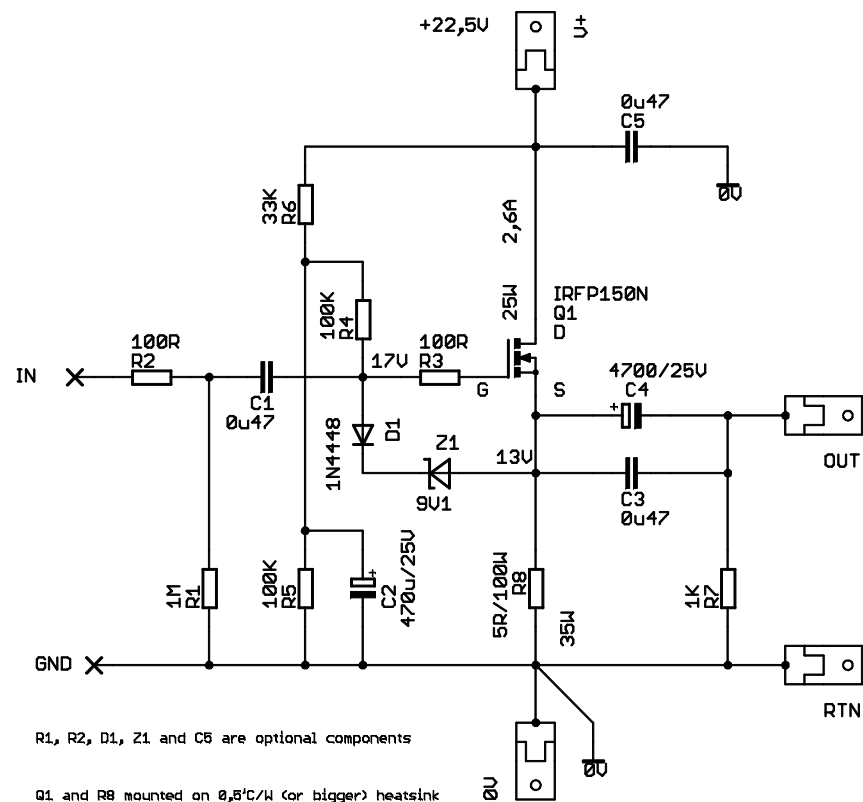 +22,5V
V+
0u47
C5
0V
33K
R6
2,6A
100K
R4
25W
IRFP150N
Q1
D
100R
R2
17V
100R
R3
IN
G
S
4700/25V
+
C4
C1
0u47
1N4448
D1
Z1
9V1
13V
OUT
C3
0u47
1M
R1
100K
R5
+
C2
470u/25V
5R/100W
R8
35W
1K
R7
GND
RTN
R1, R2, D1, Z1 and C5 are optional components
0V
0V
Q1 and R8 mounted on 0,5'C/W (or bigger) heatsink